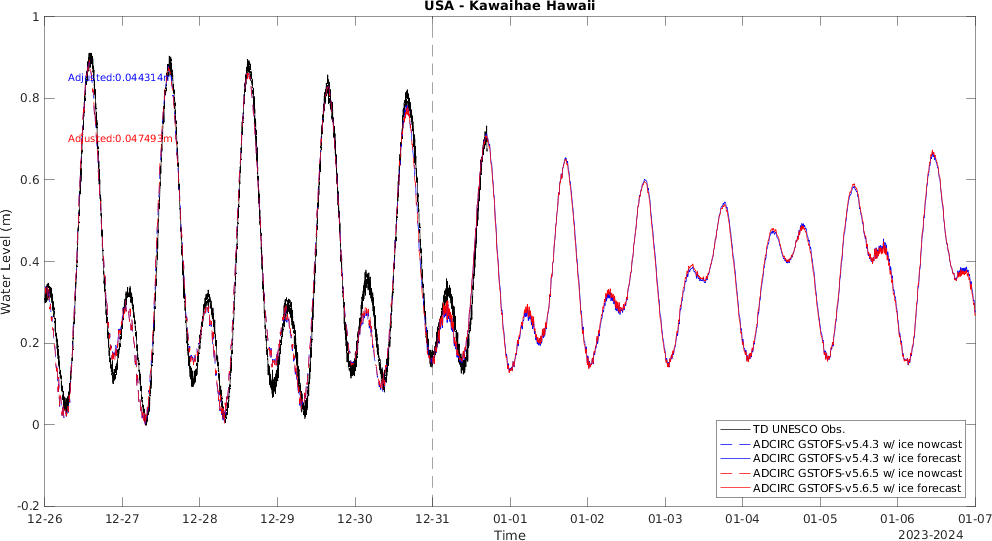 USA - Kawaihae Hawaii
1
0.8
0.6
0.4
0.2
0
-0.2
Water Level (m)
Adjusted:0.044314m
Adjusted:0.047493m
TD UNESCO Obs.
ADCIRC GSTOFS-v5.4.3 w/ ice nowcast
ADCIRC GSTOFS-v5.4.3 w/ ice forecast
ADCIRC GSTOFS-v5.6.5 w/ ice nowcast
ADCIRC GSTOFS-v5.6.5 w/ ice forecast
12-26 12-27 12-28 12-29 12-30 12-31 01-01 01-02 01-03 01-04 01-05 01-06 01-07
Time
2023-2024